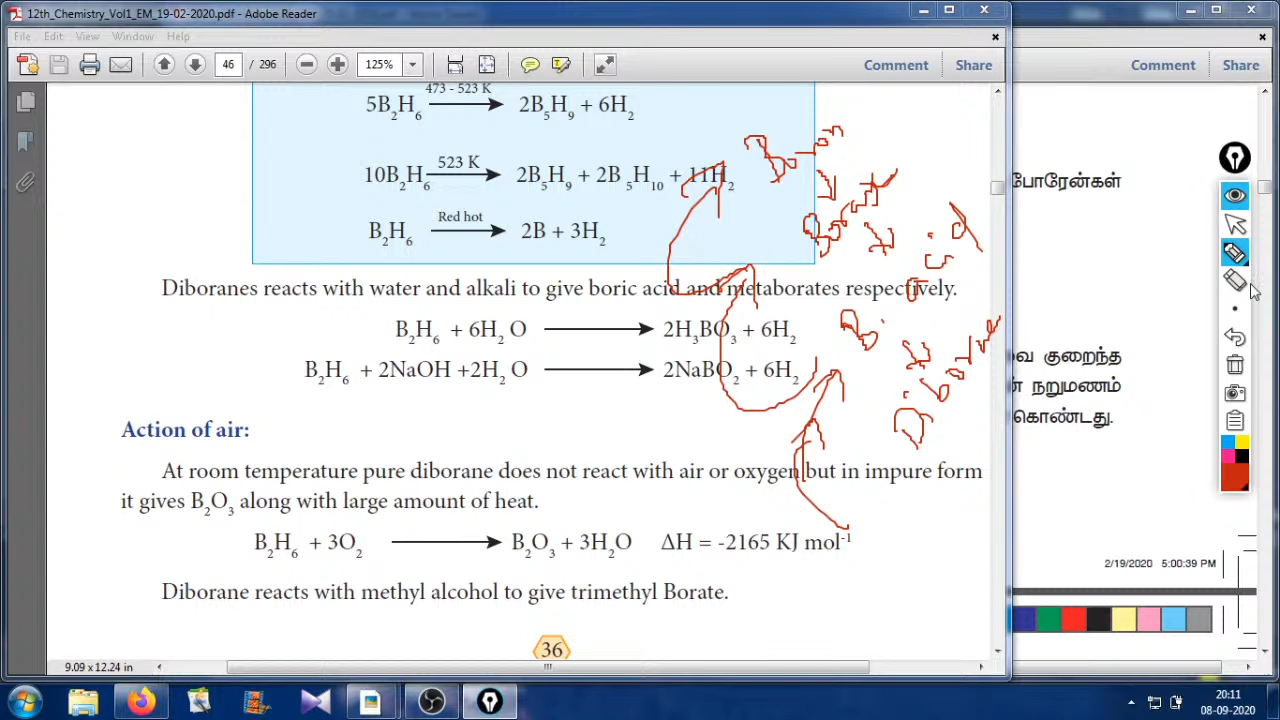 12th_Chemistry_Vol1_EM_19-02-2020.pdf - Adobe Reader
File Edit View Window Help
46 / 296 125% Comment Share
Comment Share
5B2H6 473 - 523 K 2B5H9 + 6H2
10B2H6 523 K 2B5H9 + 2B 5H10 + 11H2
B2H6 Red hot 2B + 3H2
Diboranes reacts with water and alkali to give boric acid and metaborates respectively.
B2H6 + 6H2 O 2H3BO3 + 6H2
B2H6 + 2NaOH +2H2 O 2NaBO2 + 6H2
Action of air:
At room temperature pure diborane does not react with air or oxygen but in impure form
it gives B2O3 along with large amount of heat.
B2H6 + 3O2 B2O3 + 3H2O ΔH = -2165 KJ mol-1
Diborane reacts with methyl alcohol to give trimethyl Borate.
36
9.09 x 12.24 in
போரேன்கள்
குறைந்த
நறுமணம்
கொண்டது.
2/19/2020 5:00:39 PM
20:11
08-09-2020